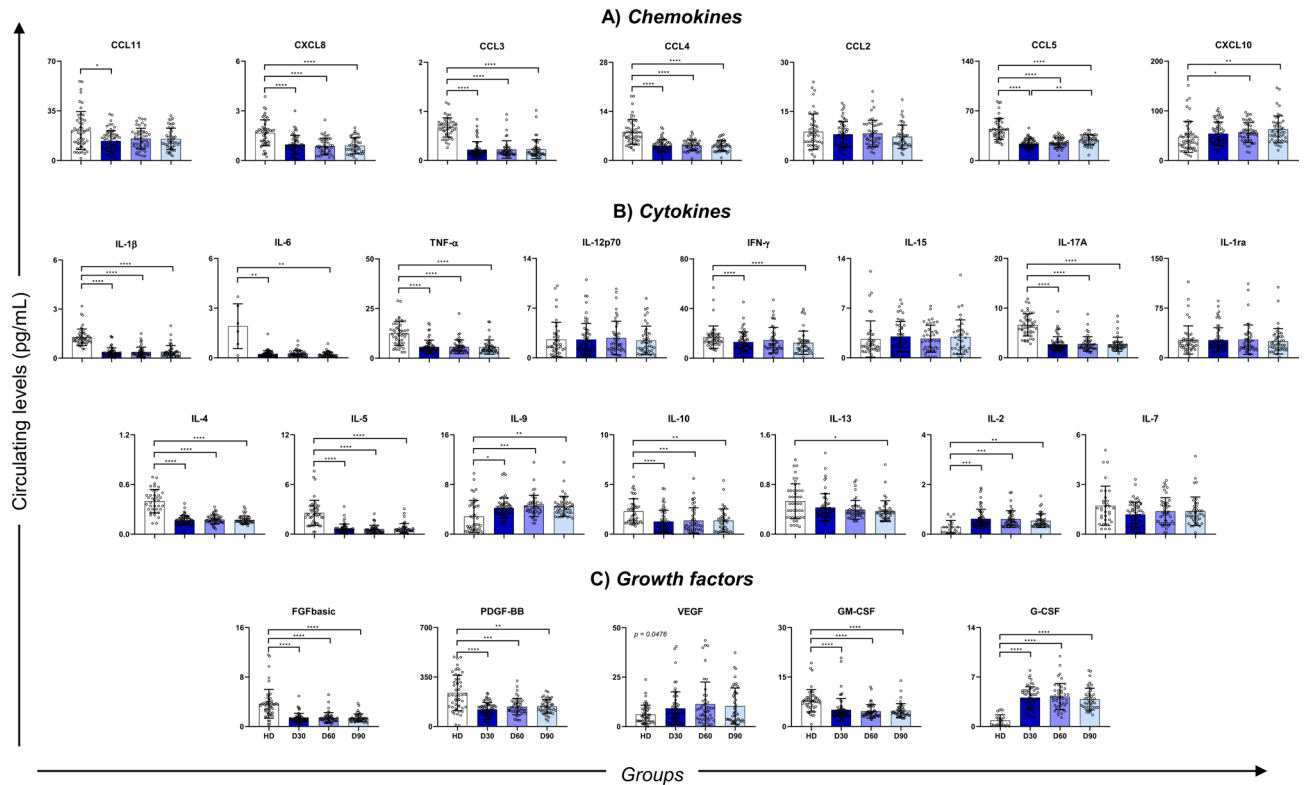 A) Chemokines
CCL11 CXCL8 CCL3 CCL4 CCL2 CCL5 CXCL10
70 6 2 28 30 140 200
* **** **** **** **** **** **** **** **** **** **** **** **** **** ** ** *
35 3 1 14 15 70 100
0 0 0 0 0 0 0
B) Cytokines
IL-1β IL-6 TNF-α IL-12p70 IFN-γ IL-15 IL-17A IL-1ra
6 6 50 12 80 14 20 150
**** **** **** ** ** **** **** **** **** **** **** **** ****
3 3 25 6 40 7 10 75
0 0 0 0 0 0 0 0
IL-4 IL-5 IL-9 IL-10 IL-13 IL-2 IL-7
1.2 12 15 10 1.6 6 6
**** **** **** **** **** **** ** *** * ** *** **** * ** *** ***
0.6 6 8 5 0.8 3 3
0.0 0 0 0 0.0 0 0
C) Growth factors
FGFbasic PDGF-BB VEGF GM-CSF G-CSF
16 700 50 30 14
**** **** **** ** *** **** p = 0.0476 **** **** **** **** **** ****
8 350 25 15 7
0 0 0 0 0
HD D30 D60 D90 HD D30 D60 D90 HD D30 D60 D90 HD D30 D60 D90 HD D30 D60 D90
Circulating levels (pg/mL)
Groups